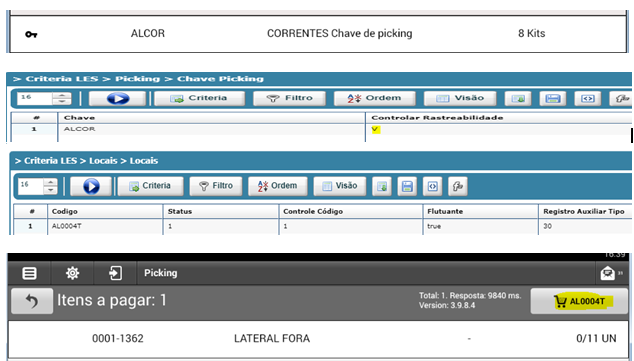 ALCOR CORRENTES Chave de picking 8 Kits
> Criteria LES > Picking > Chave Picking
16 Criteria Filtro Ordem Visão
# Chave Controlar Rastreabilidade
1 ALCOR
> Criteria LES > Locais > Locais
16 Criteria Filtro Ordem Visão
# Codigo Status Controle Código Flutuante Registro Auxiliar Tipo
1 AL0004T 1 1 true 30
16:39
Picking
Itens a pagar: 1 Total: 1. Resposta: 9840 ms. AL0004T
Version: 3.9.8.4
0001-1362 LATERAL FORA - 0/11 UN